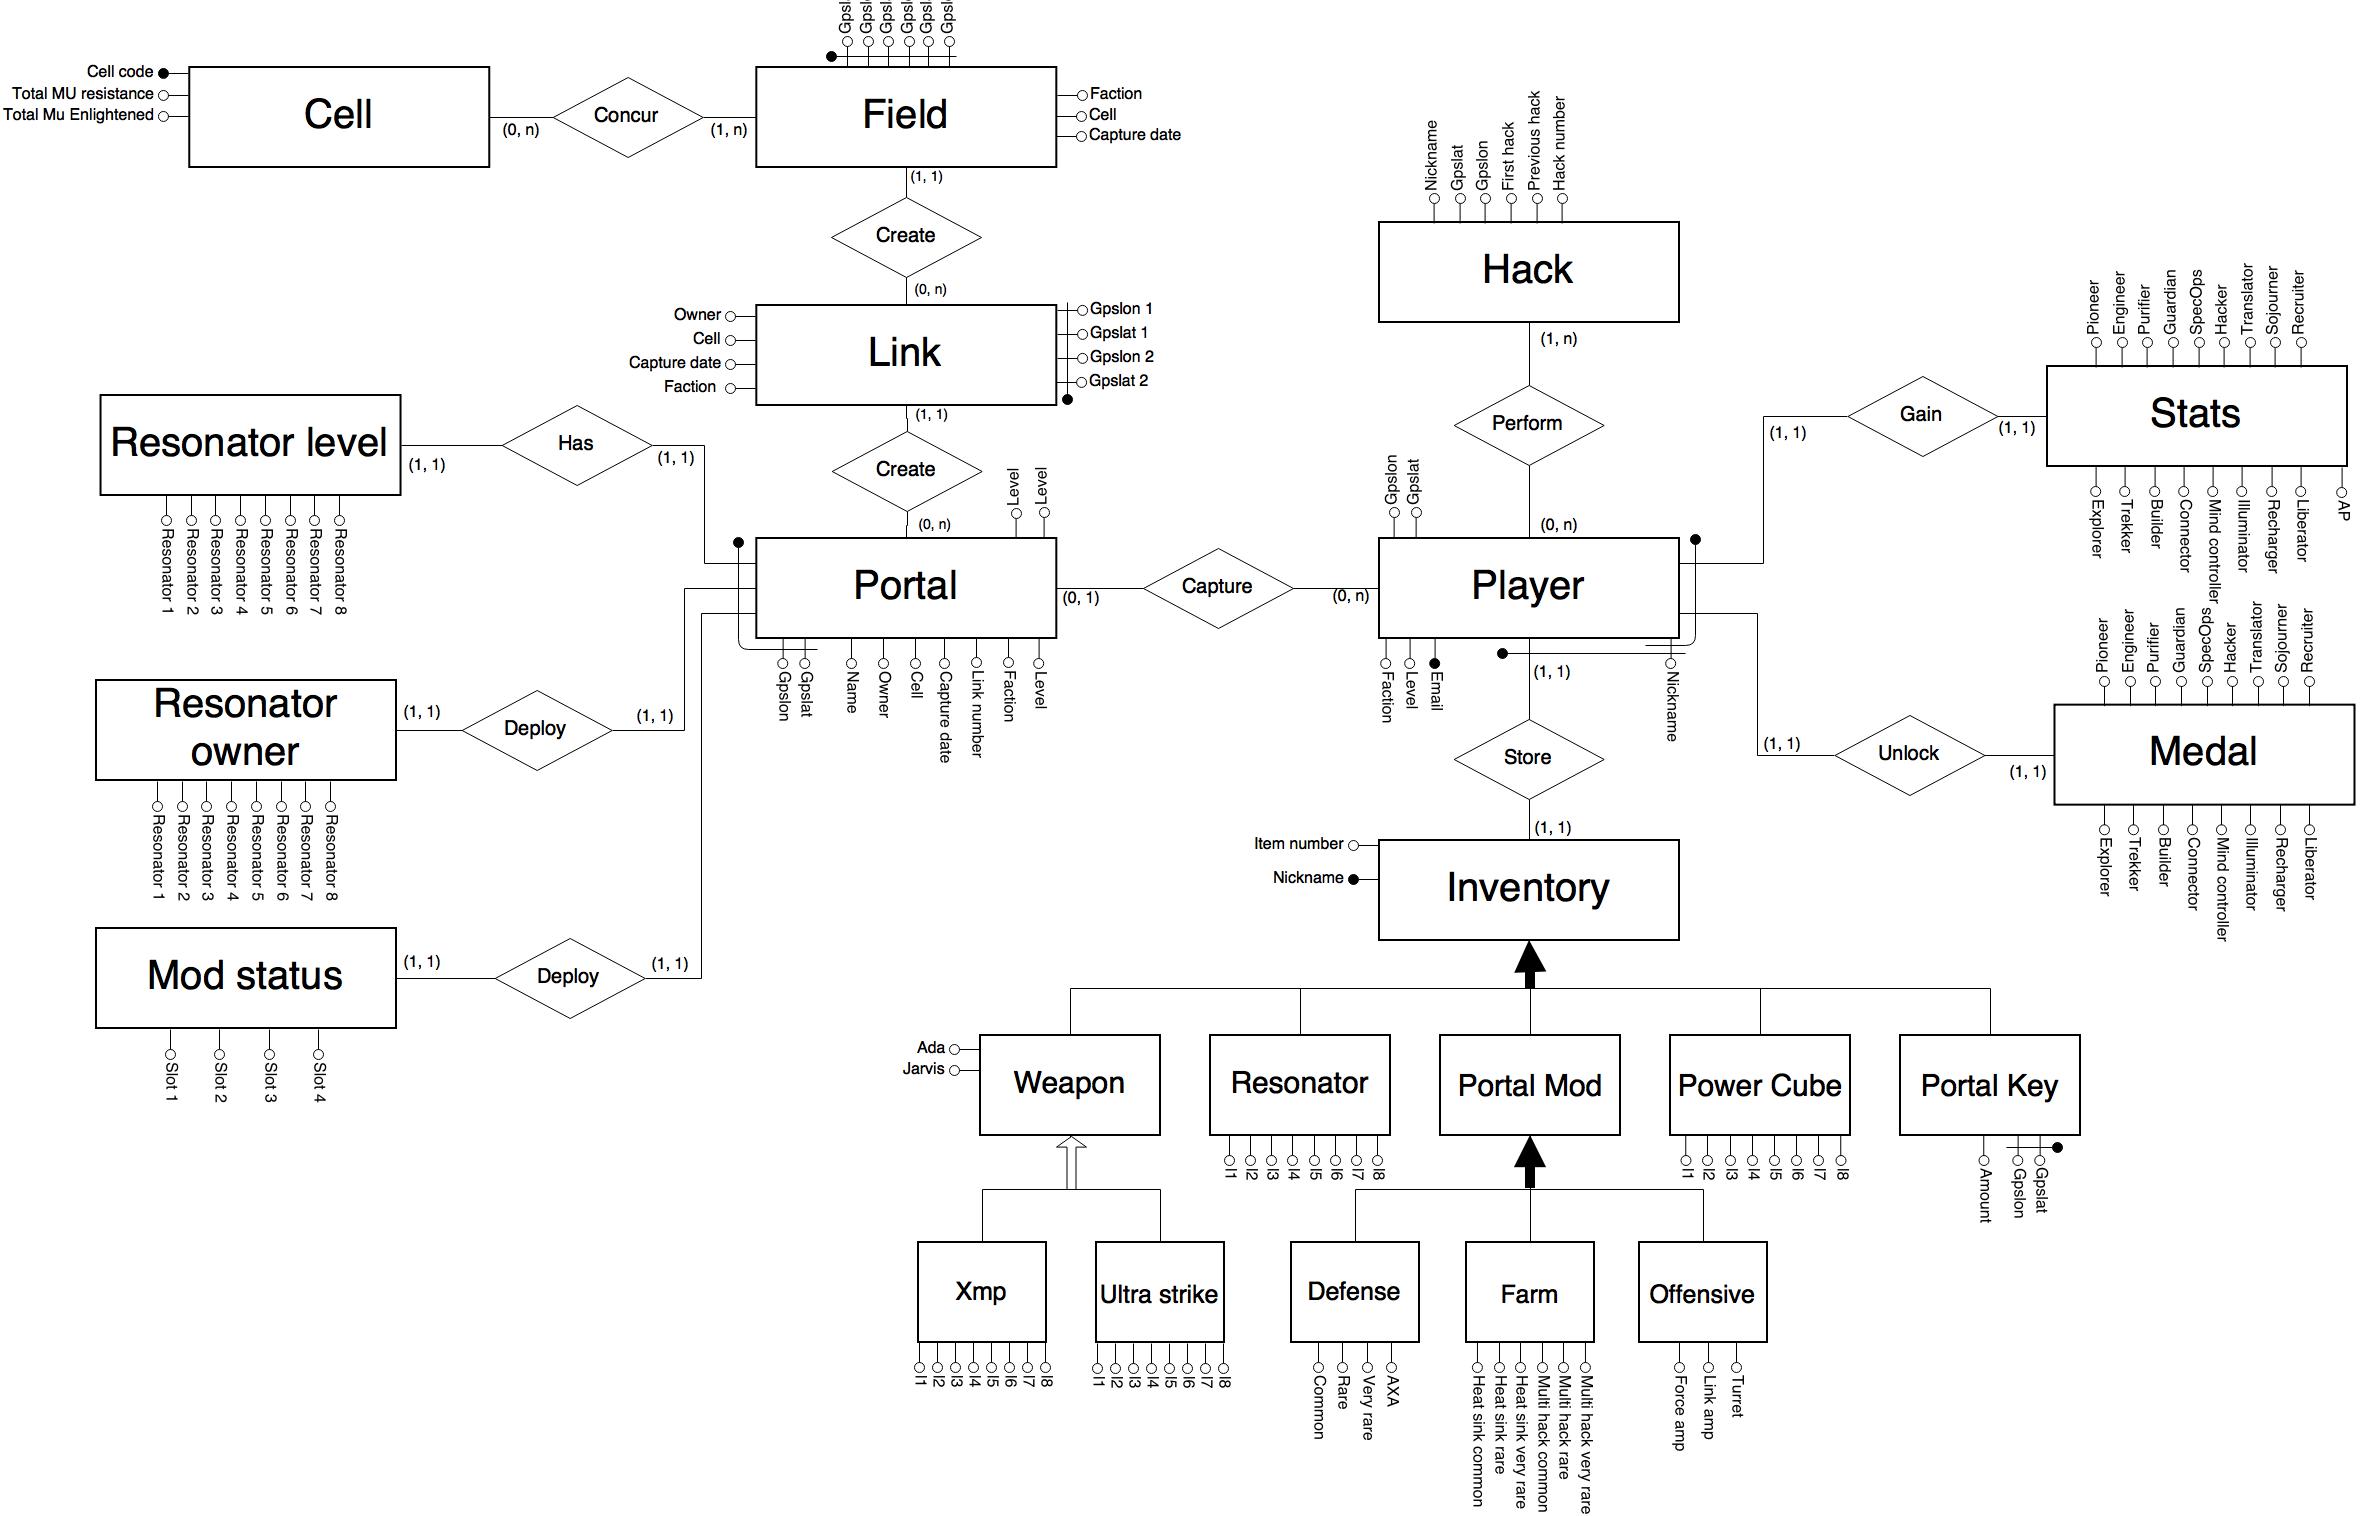 Gpsl
Gpsl
Gpsl
Gpsl
Gpsl
Gpsl
Cell code
Total MU resistance
Total Mu Enlightened
Cell
(0, n)
Concur
(1, n)
Field
Faction
Cell
Capture date
(1, 1)
Create
(0, n)
Owner
Cell
Capture date
Faction
Link
Gpslon 1
Gpslat 1
Gpslon 2
Gpslat 2
(1, 1)
Create
(0, n)
Nickname
Gpslat
Gpslon
First hack
Previous hack
Hack number
Hack
(1, n)
Perform
(0, n)
Pioneer
Engineer
Purifier
Guardian
SpecOps
Hacker
Translator
Sojourner
Recruiter
Stats
Gain
(1, 1)
(1, 1)
Explorer
Trekker
Builder
Connector
Mind controller
Illuminator
Recharger
Liberator
AP
Resonator level
(1, 1)
Has
(1, 1)
Resonator 1
Resonator 2
Resonator 3
Resonator 4
Resonator 5
Resonator 6
Resonator 7
Resonator 8
Level
Level
Portal
Gpslon
Gpslat
Name
Owner
Cell
Capture date
Link number
Faction
Level
(0, 1)
Capture
(0, n)
Gpslon
Gpslat
Player
Faction
Level
Email
Nickname
(1, 1)
Store
(1, 1)
Pioneer
Engineer
Purifier
Guardian
SpecOps
Hacker
Translator
Sojourner
Recruiter
(1, 1)
Unlock
(1, 1)
Medal
Explorer
Trekker
Builder
Connector
Mind controller
Illuminator
Recharger
Liberator
Resonator
owner
(1, 1)
Deploy
(1, 1)
Resonator 1
Resonator 2
Resonator 3
Resonator 4
Resonator 5
Resonator 6
Resonator 7
Resonator 8
Mod status
(1, 1)
Deploy
(1, 1)
Slot 1
Slot 2
Slot 3
Slot 4
Item number
Nickname
Inventory
Ada
Jarvis
Weapon
Resonator
l1
l2
l3
l4
l5
l6
l7
l8
Portal Mod
Power Cube
l1
l2
l3
l4
l5
l6
l7
l8
Portal Key
Amount
Gpslon
Gpslat
Xmp
l1
l2
l3
l4
l5
l6
l7
l8
Ultra strike
l1
l2
l3
l4
l5
l6
l7
l8
Defense
Common
Rare
Very rare
AXA
Farm
Heat sink common
Heat sink rare
Heat sink very rare
Multi hack common
Multi hack rare
Multi hack very rare
Offensive
Force amp
Link amp
Turret